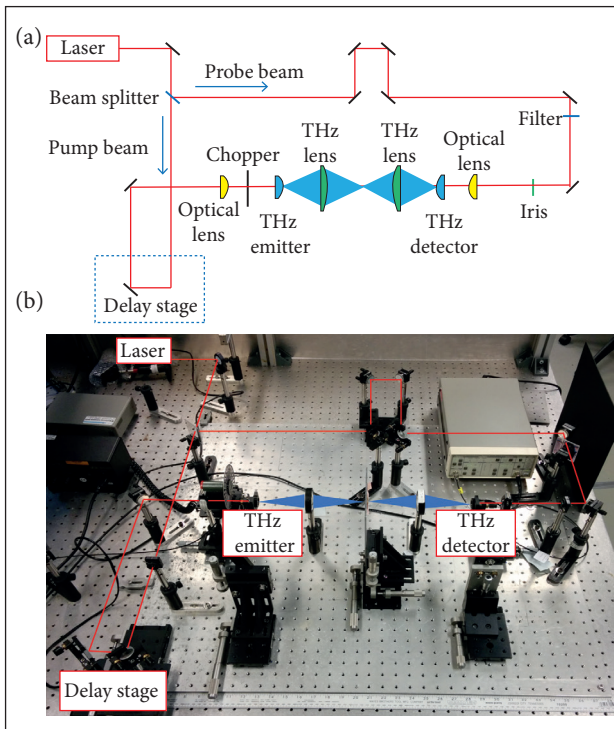 (a)
Laser
Probe beam
Beam splitter
Pump beam
Filter
THz
lens
THz
lens
Optical
lens
Chopper
Optical
lens
THz
emitter
THz
detector
Iris
Delay stage
(b)
Laser
THz
emitter
THz
detector
Delay stage